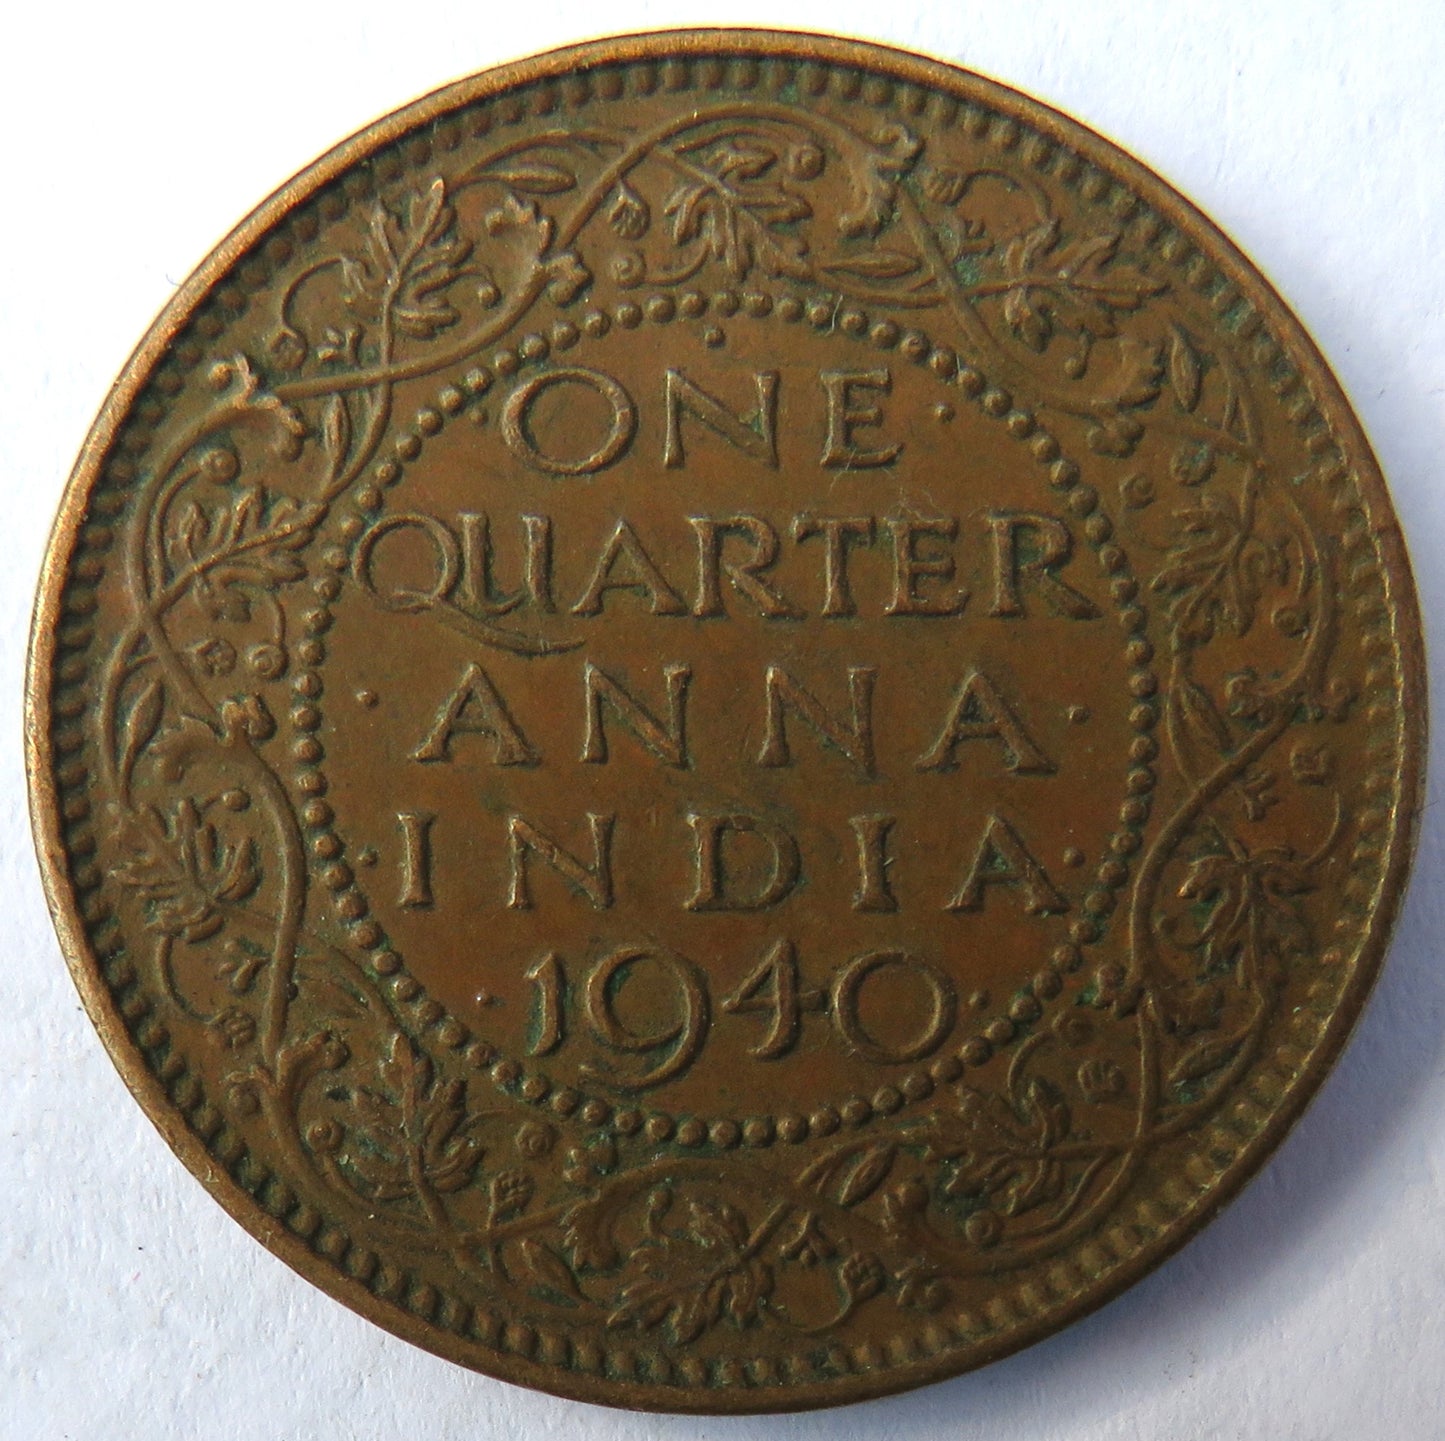 ONE
QUARTER
· ANNA ·
· INDIA ·
· 1940 ·